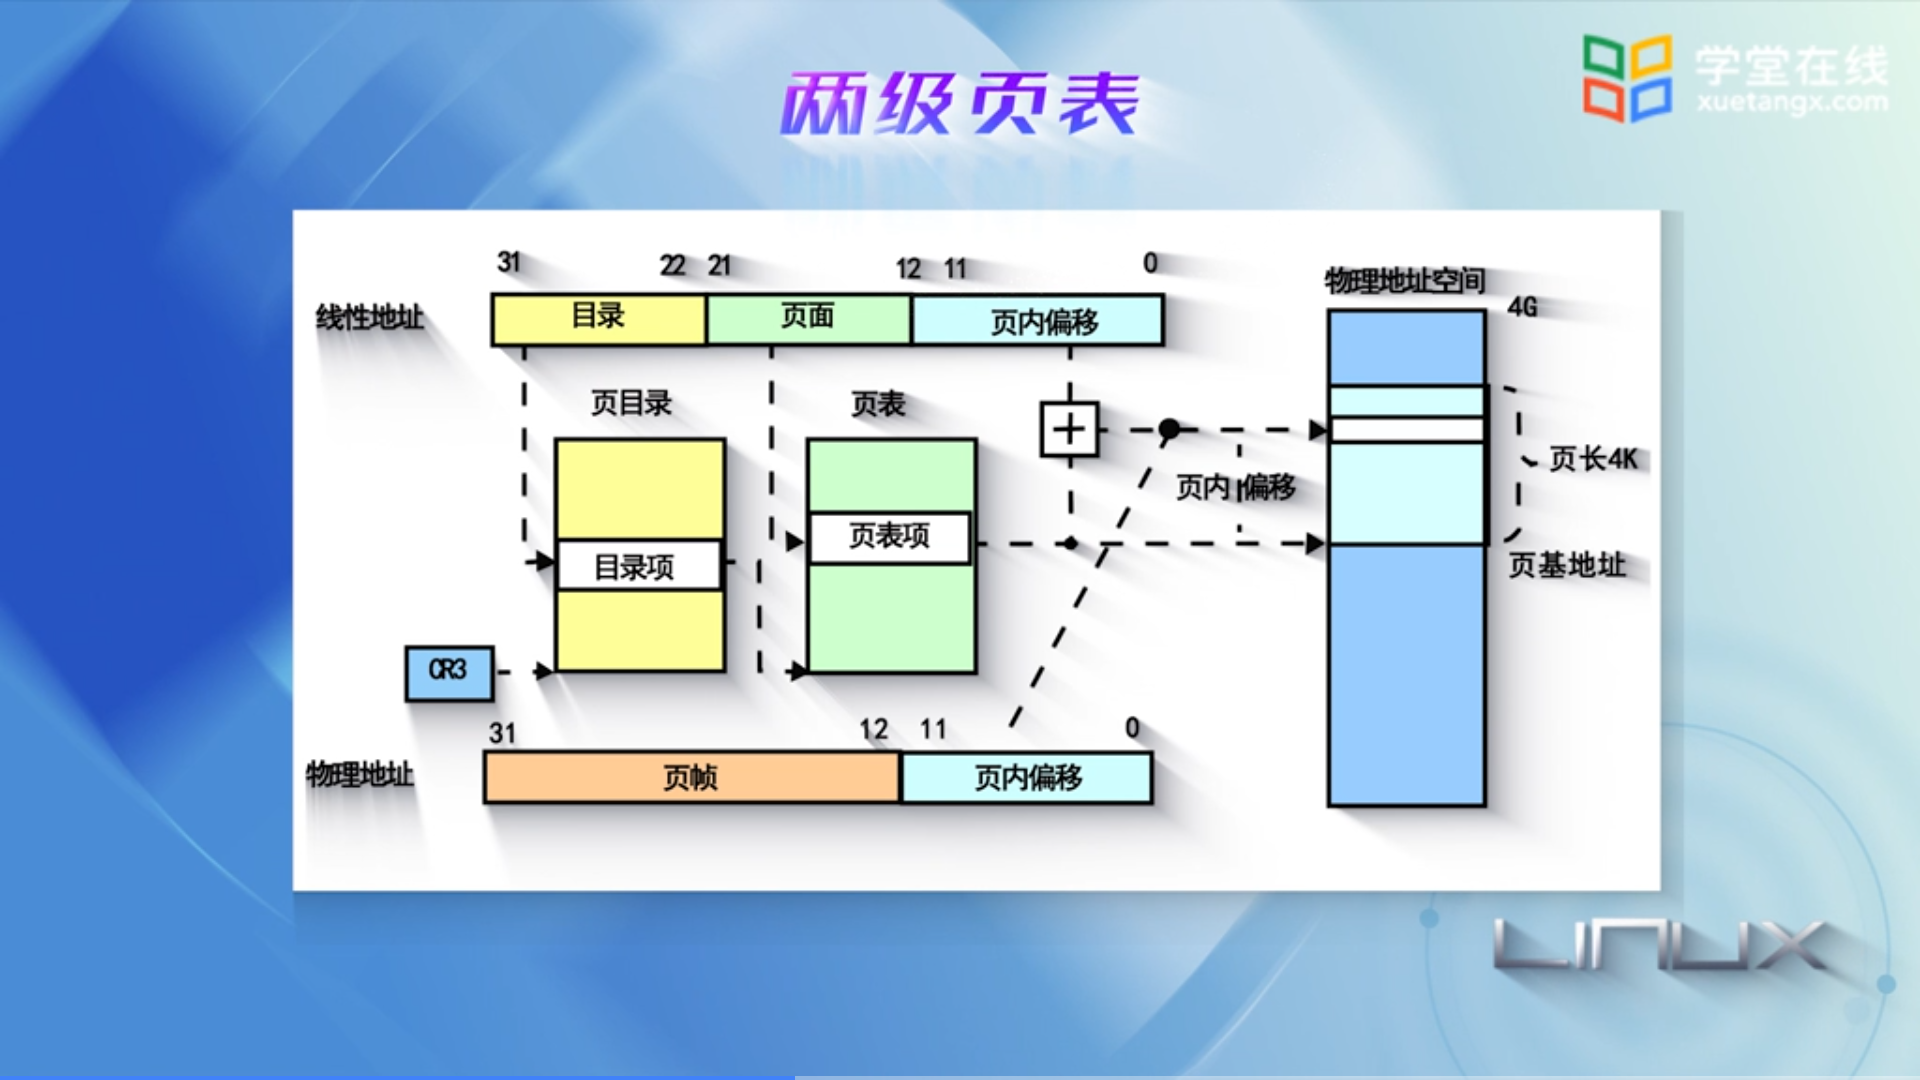 两级页表
学堂在线
xuetangx.com
31 22 21 12 11 0
线性地址 目录 页面 页内偏移
物理地址空间
4G
页目录 页表
+
页内偏移
页长4K
目录项 页表项
页基地址
CR3
31 12 11 0
物理地址 页帧 页内偏移
LINUX